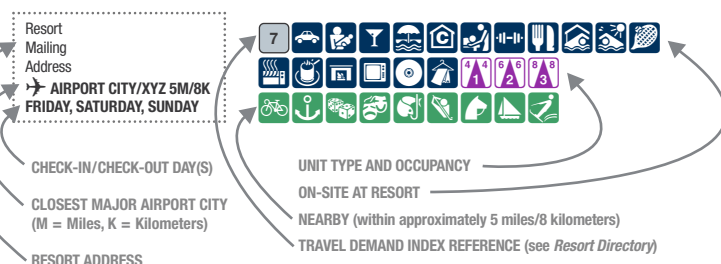 Resort
Mailing
Address
AIRPORT CITY/XYZ 5M/8K
FRIDAY, SATURDAY, SUNDAY
7
C
4 4
1
6 6
2
8 8
3
CHECK-IN/CHECK-OUT DAY(S)
CLOSEST MAJOR AIRPORT CITY
(M = Miles, K = Kilometers)
RESORT ADDRESS
UNIT TYPE AND OCCUPANCY
ON-SITE AT RESORT
NEARBY (within approximately 5 miles/8 kilometers)
TRAVEL DEMAND INDEX REFERENCE (see Resort Directory)